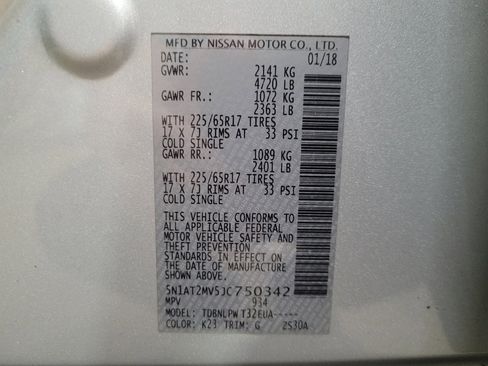 MFD BY NISSAN MOTOR CO., LTD.
DATE: 01/18
GVWR: 2141 KG
4720 LB
GAWR FR.: 1072 KG
2363 LB
WITH 225/65R17 TIRES
17 X 7J RIMS AT 33 PSI
COLD SINGLE
GAWR RR.: 1089 KG
2401 LB
WITH 225/65R17 TIRES
17 X 7J RIMS AT 33 PSI
COLD SINGLE
THIS VEHICLE CONFORMS TO
ALL APPLICABLE FEDERAL
MOTOR VEHICLE SAFETY AND
THEFT PREVENTION
STANDARDS IN EFFECT ON
THE DATE OF MANUFACTURE
SHOWN ABOVE.
5N1AT2MV5JC750342
MPV 934
MODEL: TDBNLPW T32EUA-----
COLOR: K23 TRIM: G 2S30A